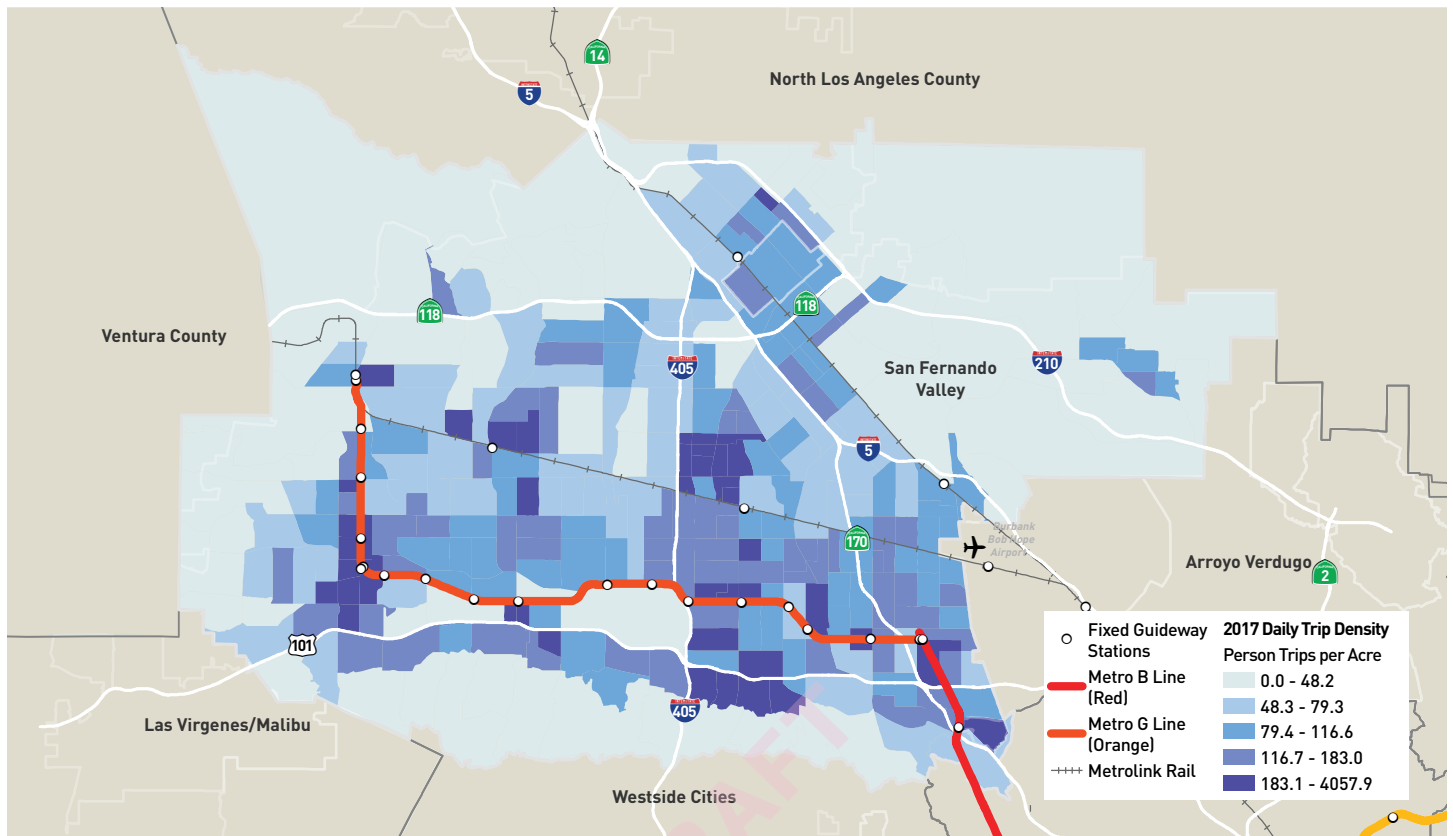 North Los Angeles County
14
5
118
Ventura County
118
405
San Fernando
Valley
210
5
Burbank
Bob Hope
Airport
170
Arroyo Verdugo
2
101
405
Las Virgenes/Malibu
Westside Cities
DRAFT
Fixed Guideway
Stations
Metro B Line
(Red)
Metro G Line
(Orange)
Metrolink Rail
2017 Daily Trip Density
Person Trips per Acre
0.0 - 48.2
48.3 - 79.3
79.4 - 116.6
116.7 - 183.0
183.1 - 4057.9